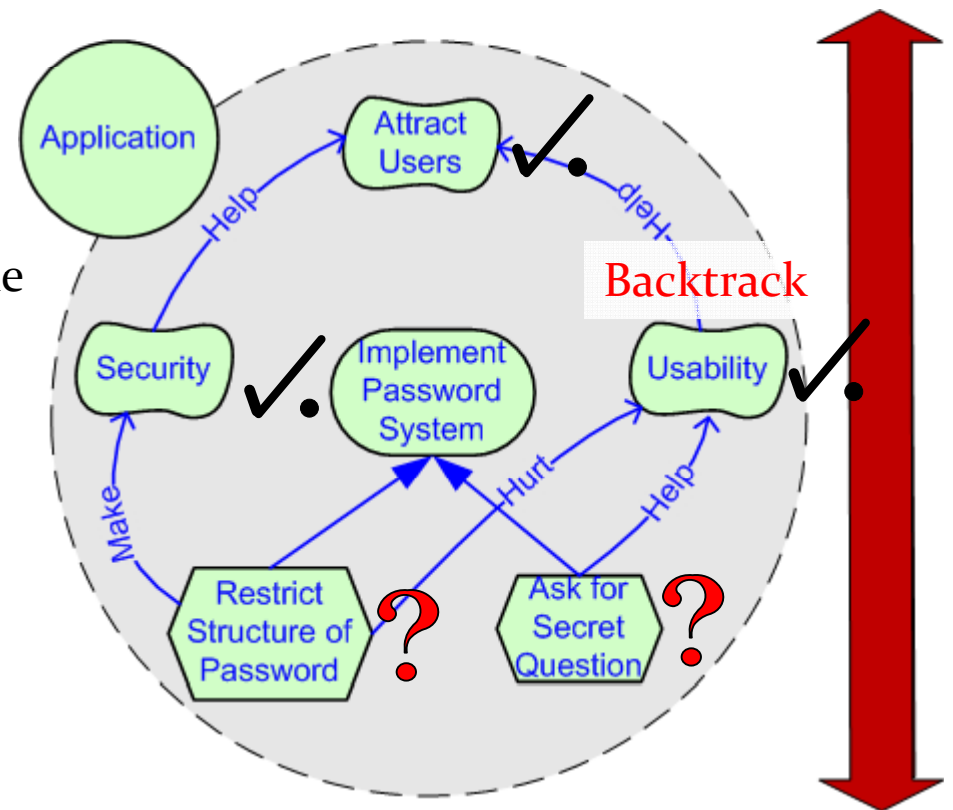 Application
Attract
Users
Help
Help
e
Backtrack
Security
Implement
Password
System
Usability
Make
Hurt
Help
Restrict
Structure of
Password
?
Ask for
Secret
Question
?